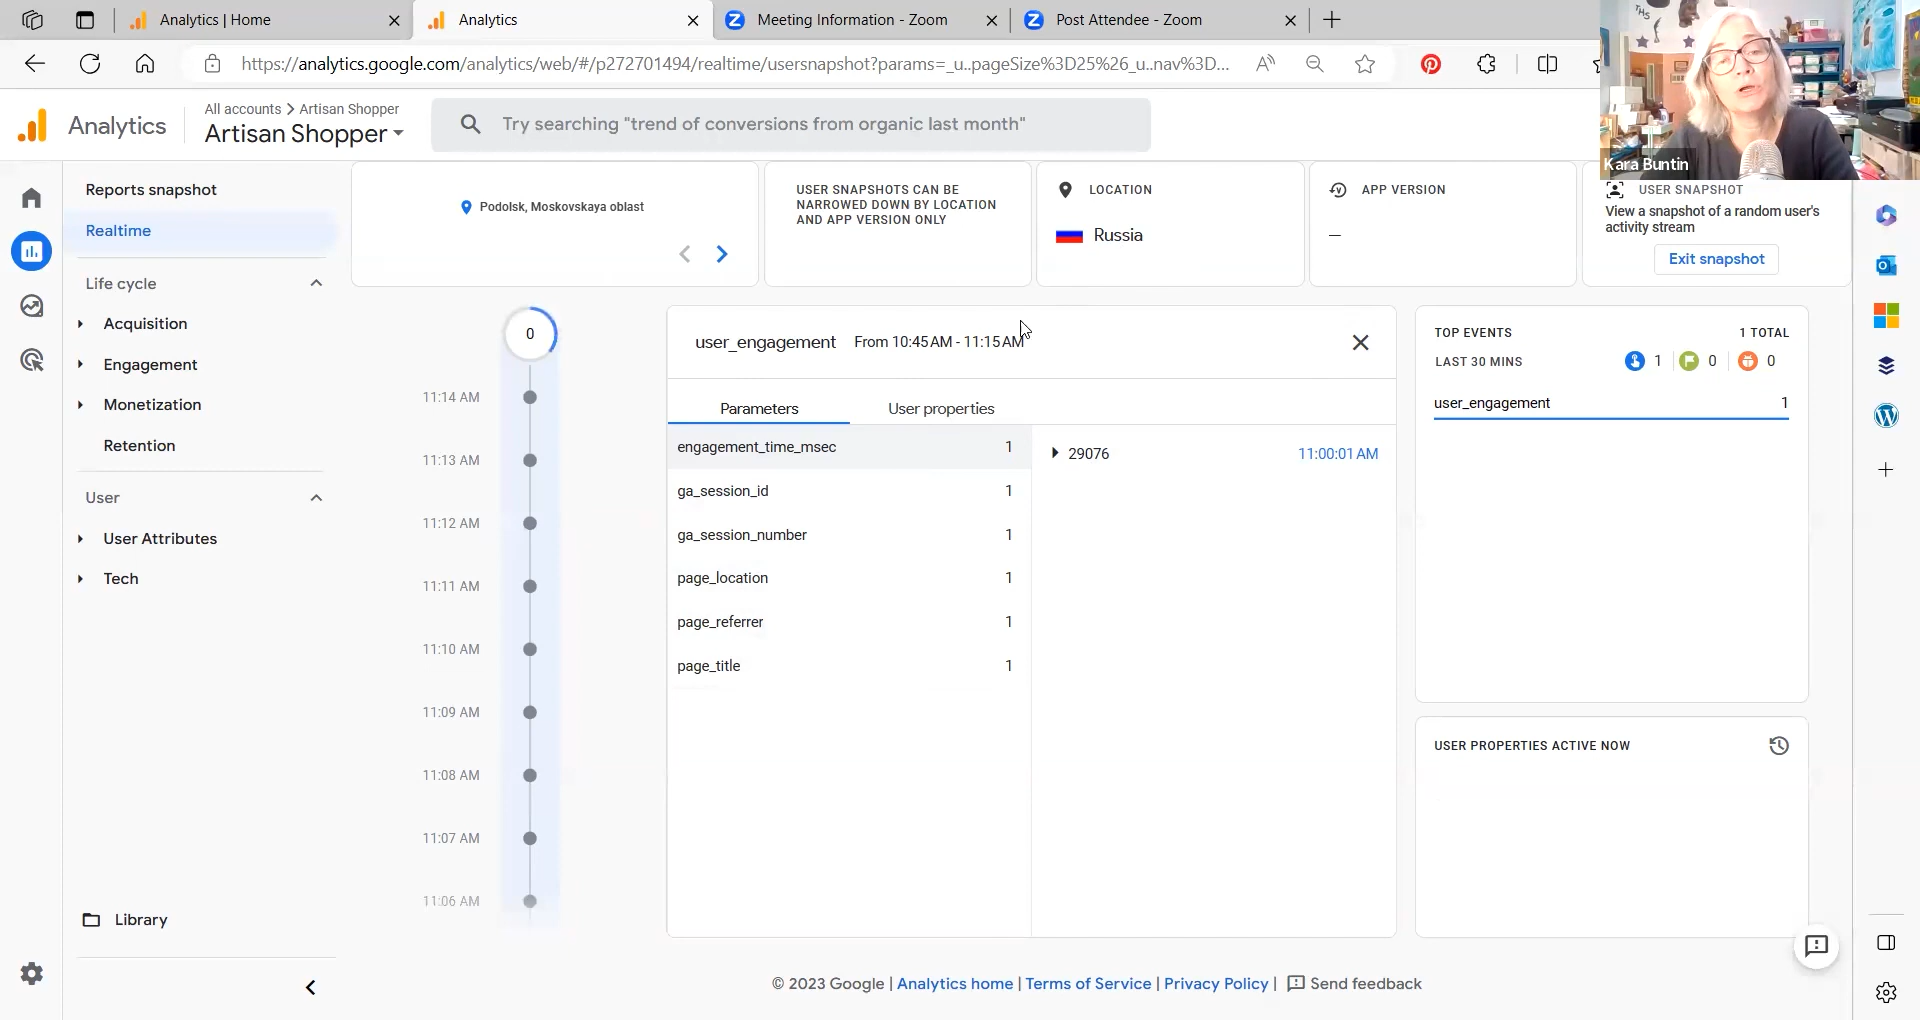 Analytics | Home
Analytics
Meeting Information - Zoom
Post Attendee - Zoom
https://analytics.google.com/analytics/web/#/p272701494/realtime/usersnapshot?params=_u..pageSize%3D25%26_u..nav%3D...
Analytics
All accounts > Artisan Shopper
Artisan Shopper
Try searching "trend of conversions from organic last month"
THS
Kara Buntin
Reports snapshot
Realtime
Life cycle
Acquisition
Engagement
Monetization
Retention
User
User Attributes
Tech
Library
Podolsk, Moskovskaya oblast
USER SNAPSHOTS CAN BE
NARROWED DOWN BY LOCATION
AND APP VERSION ONLY
LOCATION
Russia
APP VERSION
—
USER SNAPSHOT
View a snapshot of a random user's
activity stream
Exit snapshot
0
11:14 AM
11:13 AM
11:12 AM
11:11 AM
11:10 AM
11:09 AM
11:08 AM
11:07 AM
11:06 AM
user_engagement From 10:45 AM - 11:15 AM
Parameters User properties
engagement_time_msec 1
ga_session_id 1
ga_session_number 1
page_location 1
page_referrer 1
page_title 1
29076 11:00:01 AM
TOP EVENTS 1 TOTAL
LAST 30 MINS 1 0 0
user_engagement 1
USER PROPERTIES ACTIVE NOW
© 2023 Google | Analytics home | Terms of Service | Privacy Policy | Send feedback